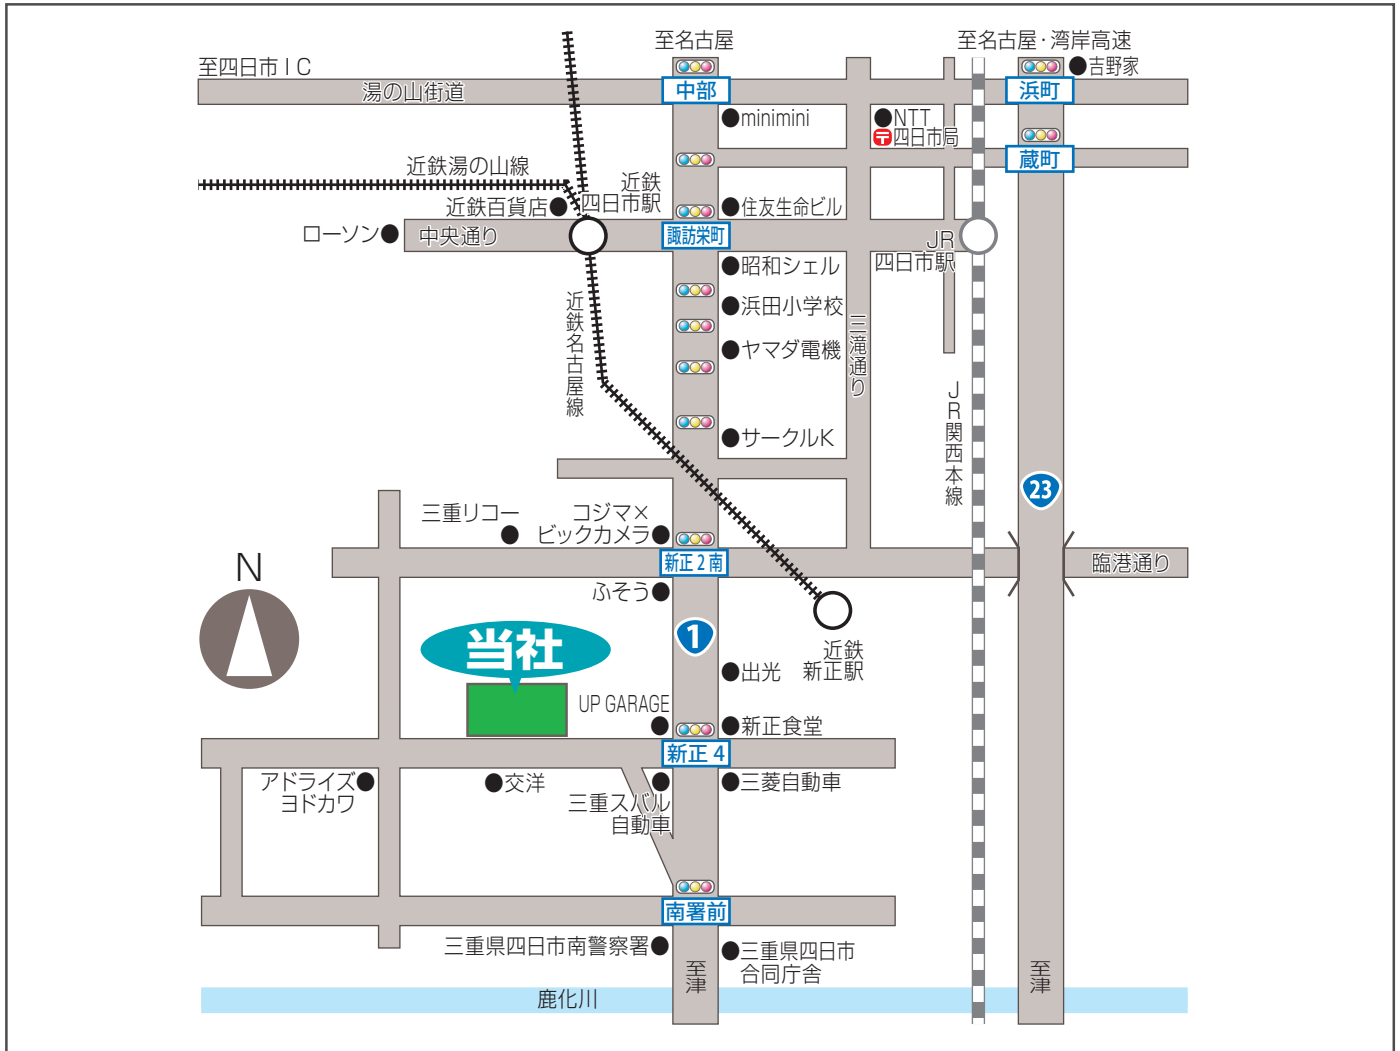 至名古屋
至名古屋・湾岸高速
至四日市IC
吉野家
湯の山街道
中部
浜町
minimini
NTT
〒四日市局
蔵町
近鉄湯の山線
近鉄
四日市駅
近鉄百貨店
住友生命ビル
ローソン
中央通り
諏訪栄町
JR
四日市駅
昭和シェル
近鉄名古屋線
浜田小学校
三滝通り
ヤマダ電機
JR関西本線
サークルK
23
三重リコー
コジマ×
ビックカメラ
新正2南
臨港通り
N
ふそう
当社
1
近鉄
新正駅
出光
UP GARAGE
新正食堂
新正4
アドライズ
ヨドカワ
交洋
三重スバル
自動車
三菱自動車
南署前
三重県四日市南警察署
三重県四日市
合同庁舎
至津
至津
鹿化川